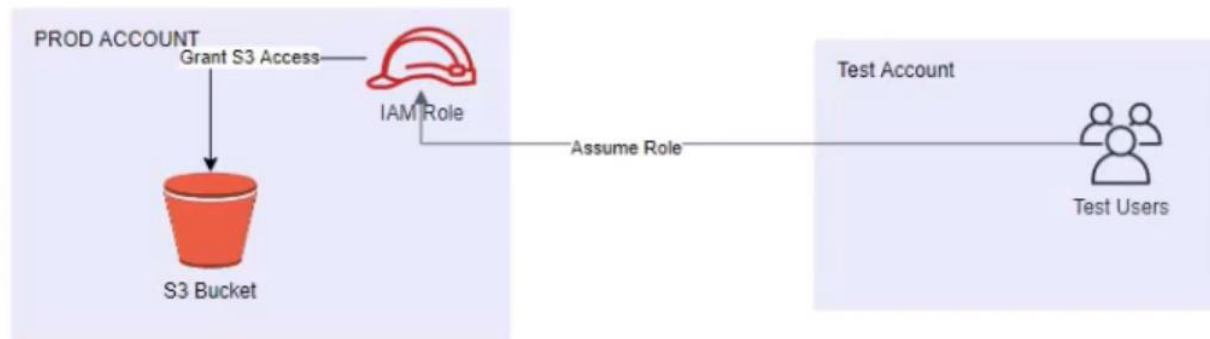 PROD ACCOUNT
Grant S3 Access
IAM Role
S3 Bucket
Assume Role
Test Account
Test Users